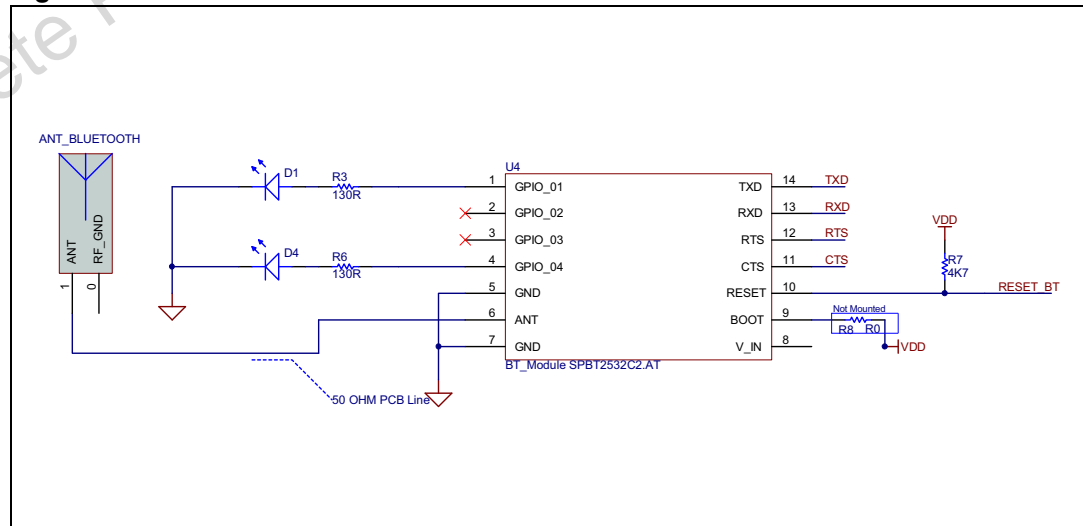 ANT_BLUETOOTH
ANT
RF_GND
1
0
D1
R3
130R
D4
R6
130R
U4
1 GPIO_01 TXD 14 TXD
2 GPIO_02 RXD 13 RXD
3 GPIO_03 RTS 12 RTS
4 GPIO_04 CTS 11 CTS
5 GND RESET 10 RESET_BT
6 ANT BOOT 9
7 GND V_IN 8
BT_Module SPBT2532C2.AT
VDD
R7
4K7
Not Mounted
R8 R0
VDD
50 OHM PCB Line